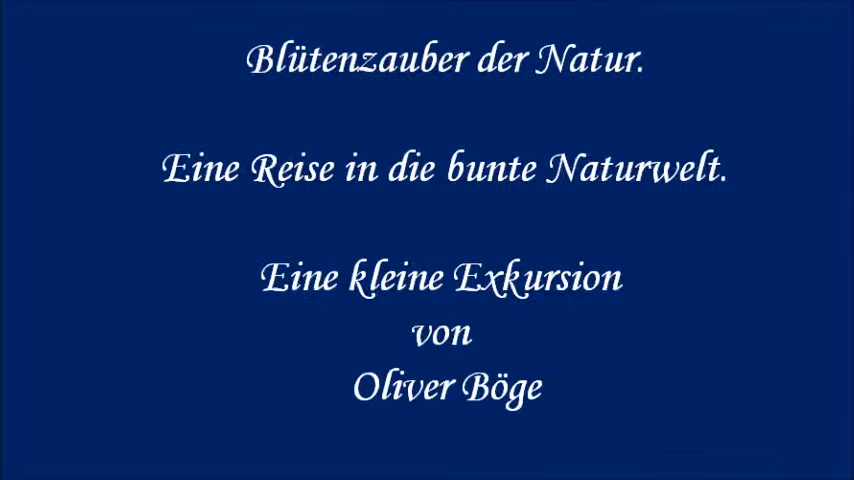 Blütenzauber der Natur.
Eine Reise in die bunte Naturwelt.
Eine kleine Exkursion
von
Oliver Böge